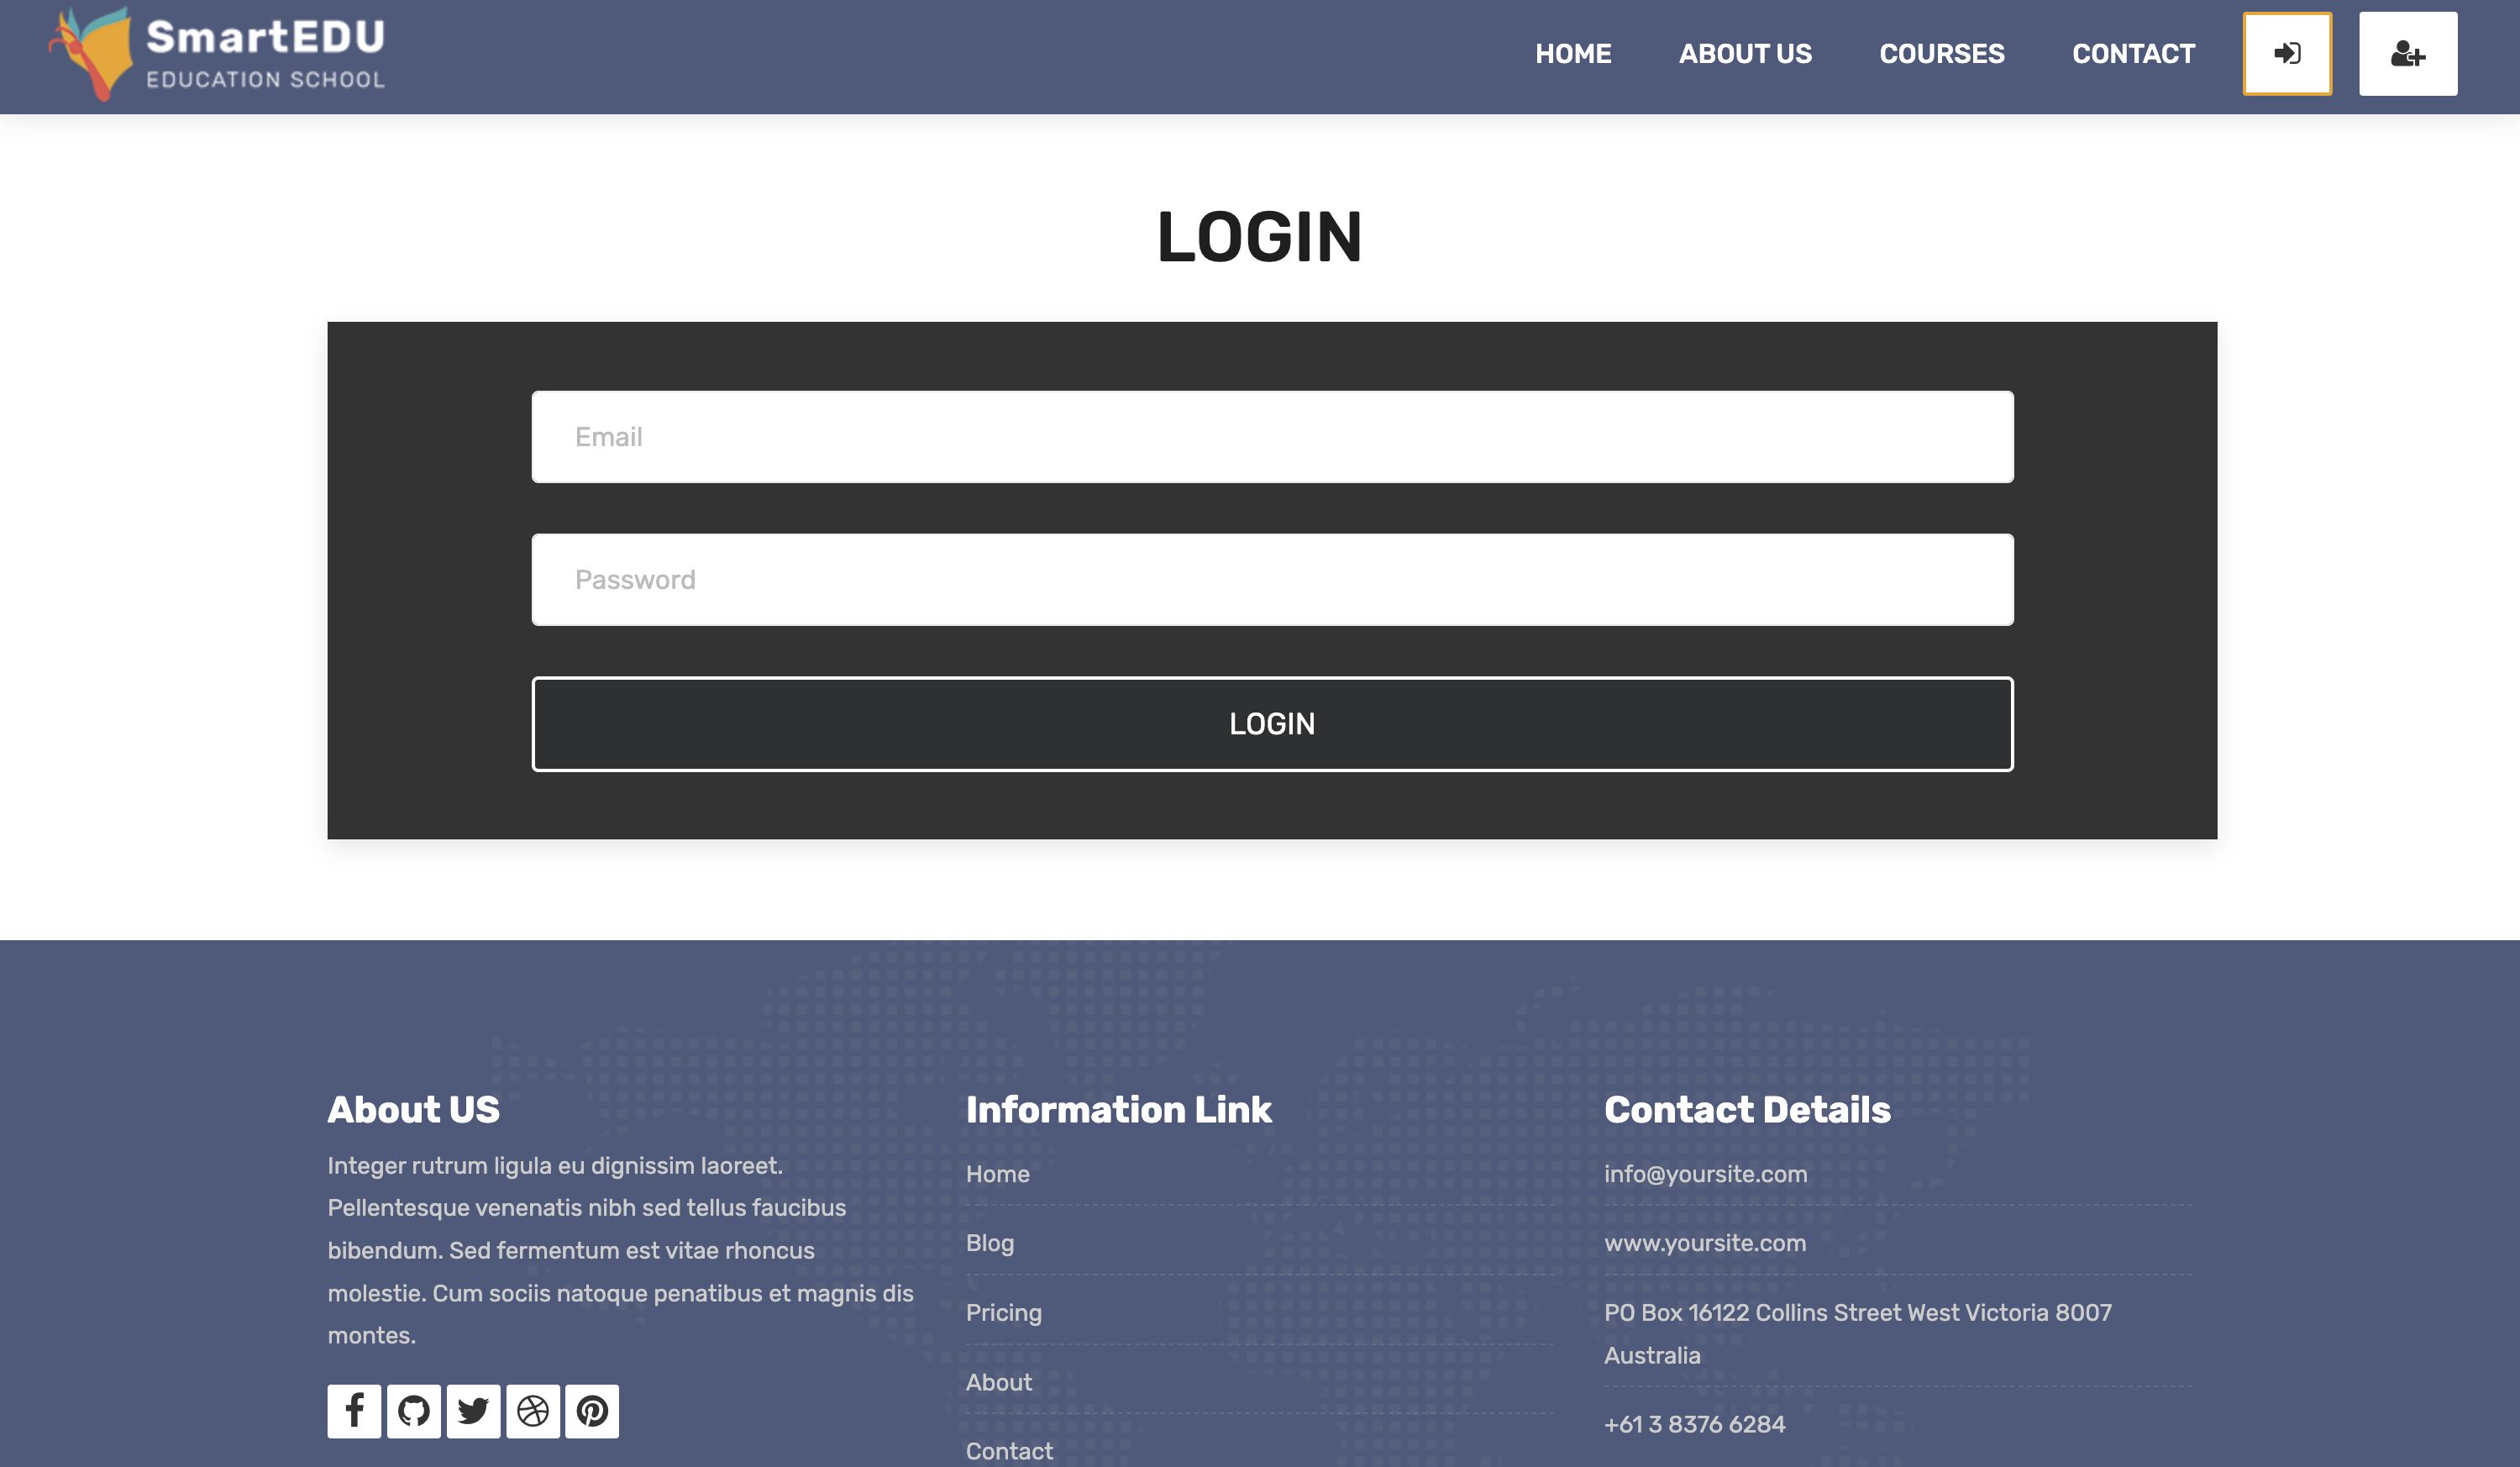 SmartEDU
EDUCATION SCHOOL
HOME
ABOUT US
COURSES
CONTACT
LOGIN
Email
Password
LOGIN
About US
Integer rutrum ligula eu dignissim laoreet.
Pellentesque venenatis nibh sed tellus faucibus
bibendum. Sed fermentum est vitae rhoncus
molestie. Cum sociis natoque penatibus et magnis dis
montes.
Information Link
Home
Blog
Pricing
About
Contact
Contact Details
info@yoursite.com
www.yoursite.com
PO Box 16122 Collins Street West Victoria 8007
Australia
+61 3 8376 6284